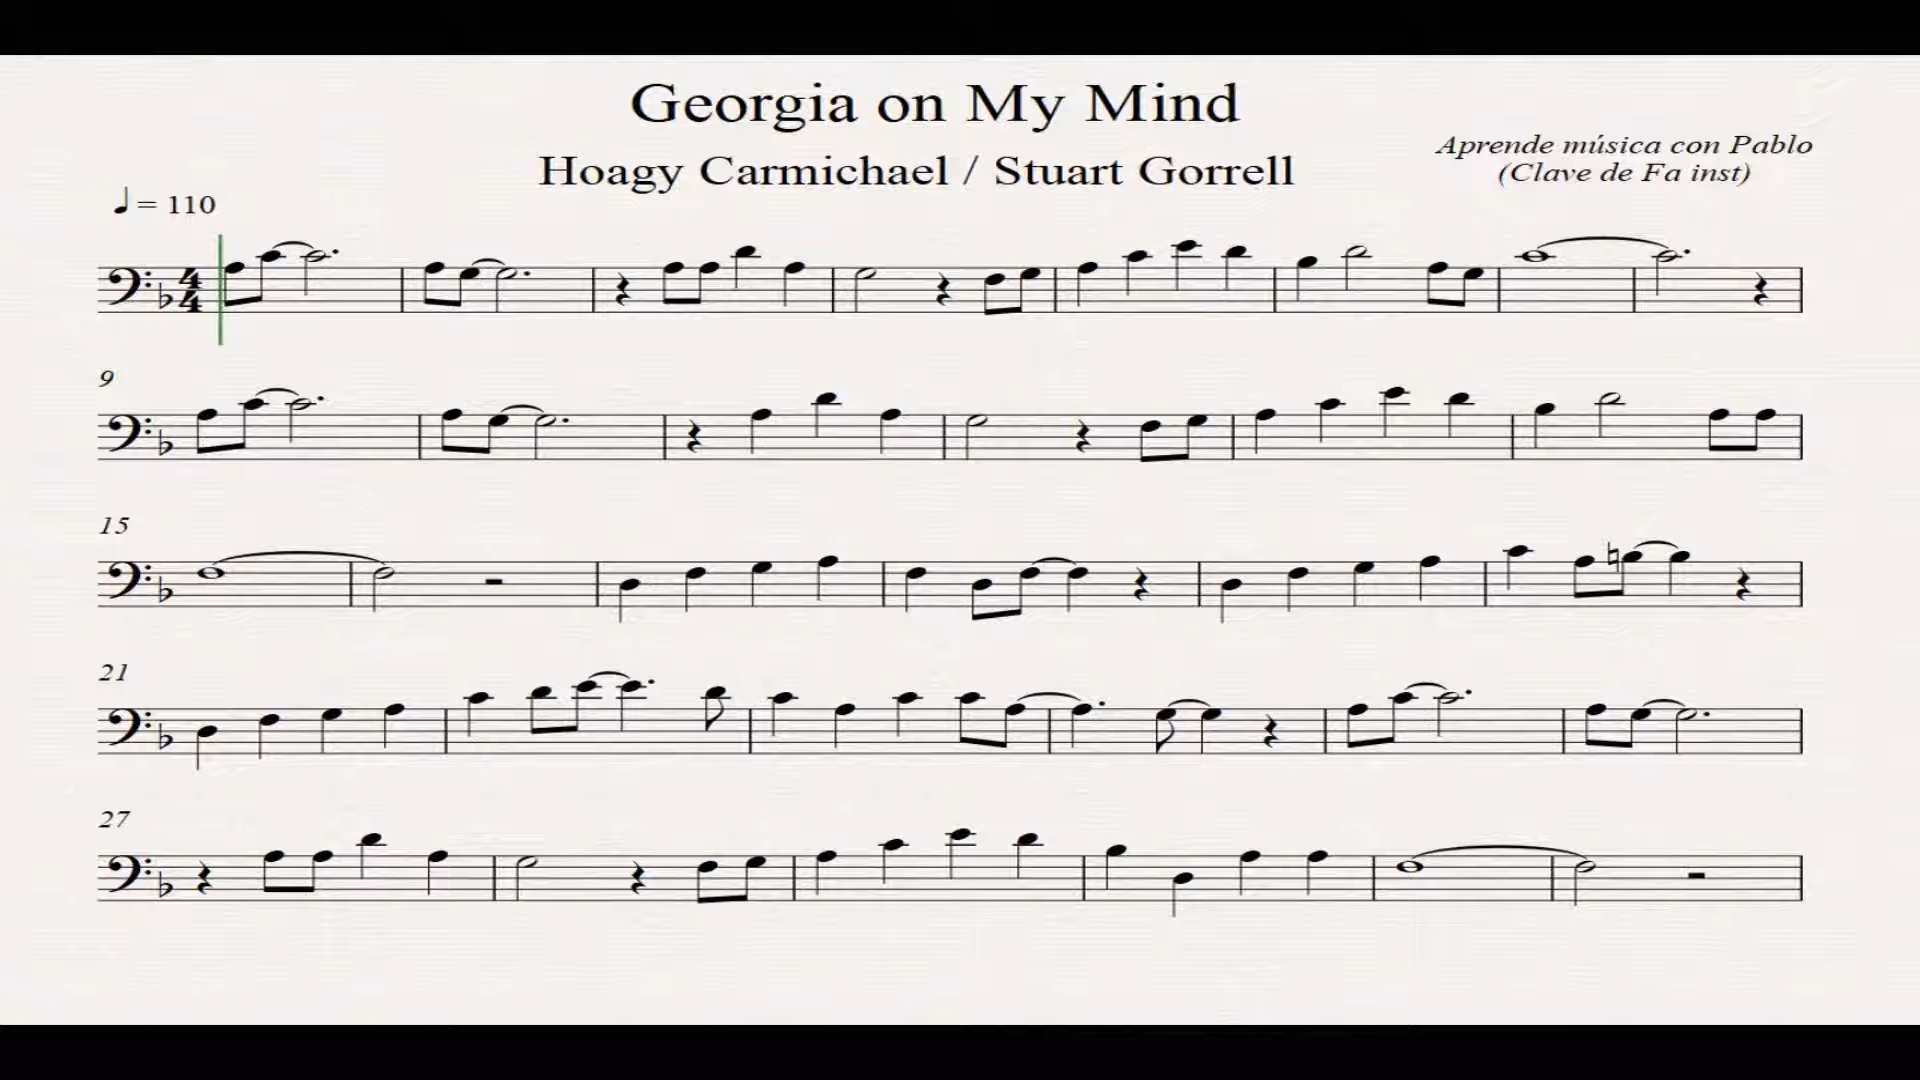 Georgia on My Mind
Hoagy Carmichael / Stuart Gorrell
Aprende música con Pablo
(Clave de Fa inst)
♩ = 110
4
4
9
15
21
27